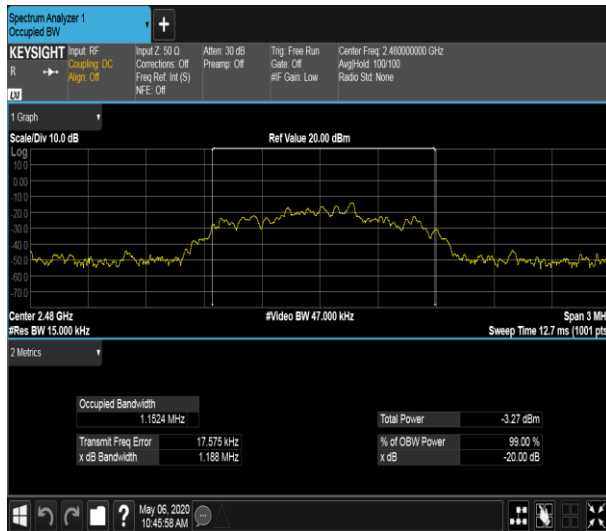 Spectrum Analyzer 1
Occupied BW
+
KEYSIGHT
R
LXI
Input: RF
Coupling: DC
Align: Off
Input Z: 50 Ω
Corrections: Off
Freq Ref: Int (S)
NFE: Off
Atten: 30 dB
Preamp: Off
Trig: Free Run
Gate: Off
#IF Gain: Low
Center Freq: 2.480000000 GHz
Avg|Hold: 100/100
Radio Std: None
1 Graph
Scale/Div 10.0 dB
Ref Value 20.00 dBm
Log
10.0
0.00
-10.0
-20.0
-30.0
-40.0
-50.0
-60.0
-70.0
Center 2.48 GHz
#Video BW 47.000 kHz
Span 3 MH
#Res BW 15.000 kHz
Sweep Time 12.7 ms (1001 pts
2 Metrics
Occupied Bandwidth
1.1524 MHz
Total Power -3.27 dBm
Transmit Freq Error 17.575 kHz
% of OBW Power 99.00 %
x dB Bandwidth 1.188 MHz
x dB -20.00 dB
?
May 06, 2020
10:45:58 AM